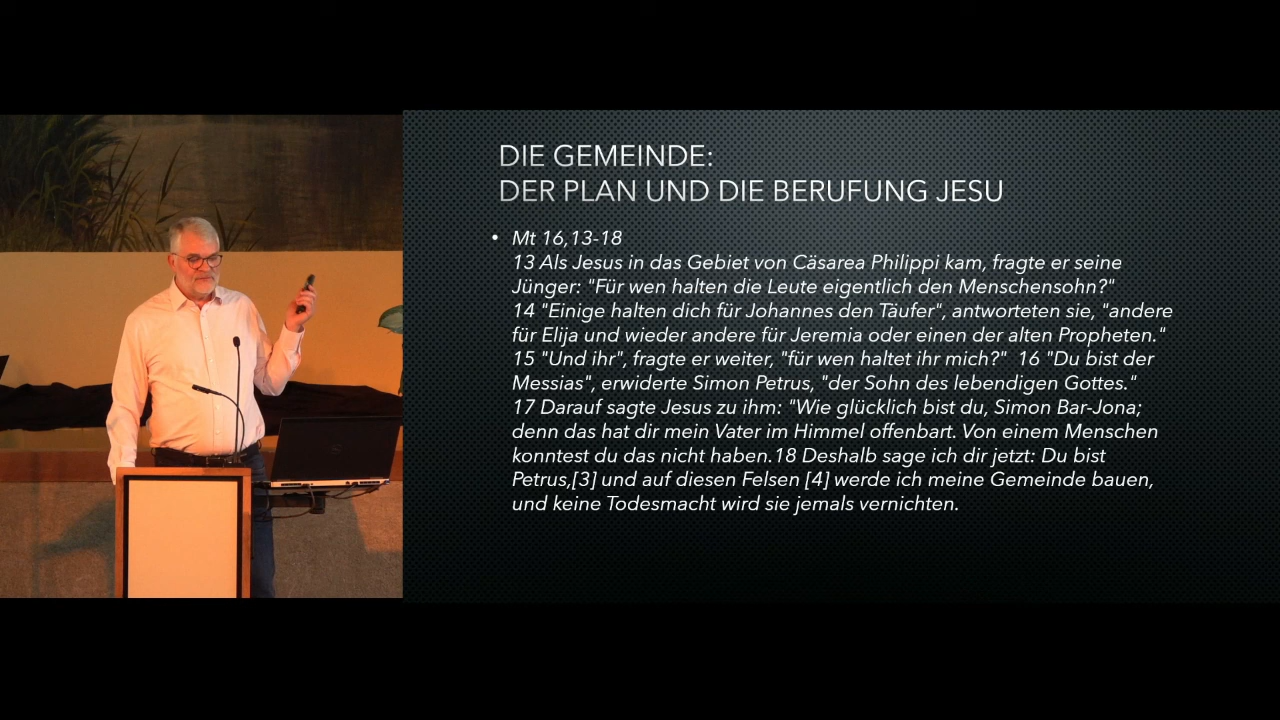 DIE GEMEINDE:
DER PLAN UND DIE BERUFUNG JESU
• Mt 16,13-18
13 Als Jesus in das Gebiet von Cäsarea Philippi kam, fragte er seine
Jünger: "Für wen halten die Leute eigentlich den Menschensohn?"
14 "Einige halten dich für Johannes den Täufer", antworteten sie, "andere
für Elija und wieder andere für Jeremia oder einen der alten Propheten."
15 "Und ihr", fragte er weiter, "für wen haltet ihr mich?"  16 "Du bist der
Messias", erwiderte Simon Petrus, "der Sohn des lebendigen Gottes."
17 Darauf sagte Jesus zu ihm: "Wie glücklich bist du, Simon Bar-Jona;
denn das hat dir mein Vater im Himmel offenbart. Von einem Menschen
konntest du das nicht haben.18 Deshalb sage ich dir jetzt: Du bist
Petrus,[3] und auf diesen Felsen [4] werde ich meine Gemeinde bauen,
und keine Todesmacht wird sie jemals vernichten.